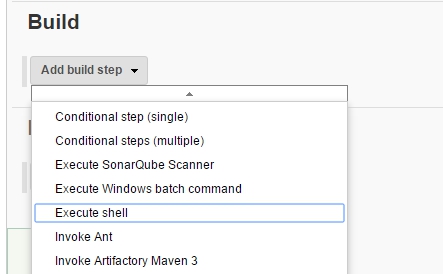 Build
Add build step
Conditional step (single)
Conditional steps (multiple)
Execute SonarQube Scanner
Execute Windows batch command
Execute shell
Invoke Ant
Invoke Artifactory Maven 3